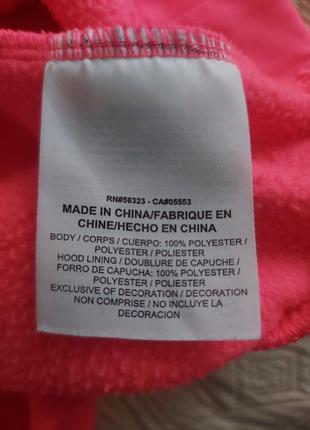 RN#56323 - CA#05553
MADE IN CHINA/FABRIQUE EN
CHINE/HECHO EN CHINA
BODY / CORPS / CUERPO: 100% POLYESTER /
POLYESTER / POLIESTER
HOOD LINING / DOUBLURE DE CAPUCHE /
FORRO DE CAPUCHA: 100% POLYESTER /
POLYESTER / POLIESTER
EXCLUSIVE OF DECORATION / DECORATION
NON COMPRISE / NO INCLUYE LA
DECORACION